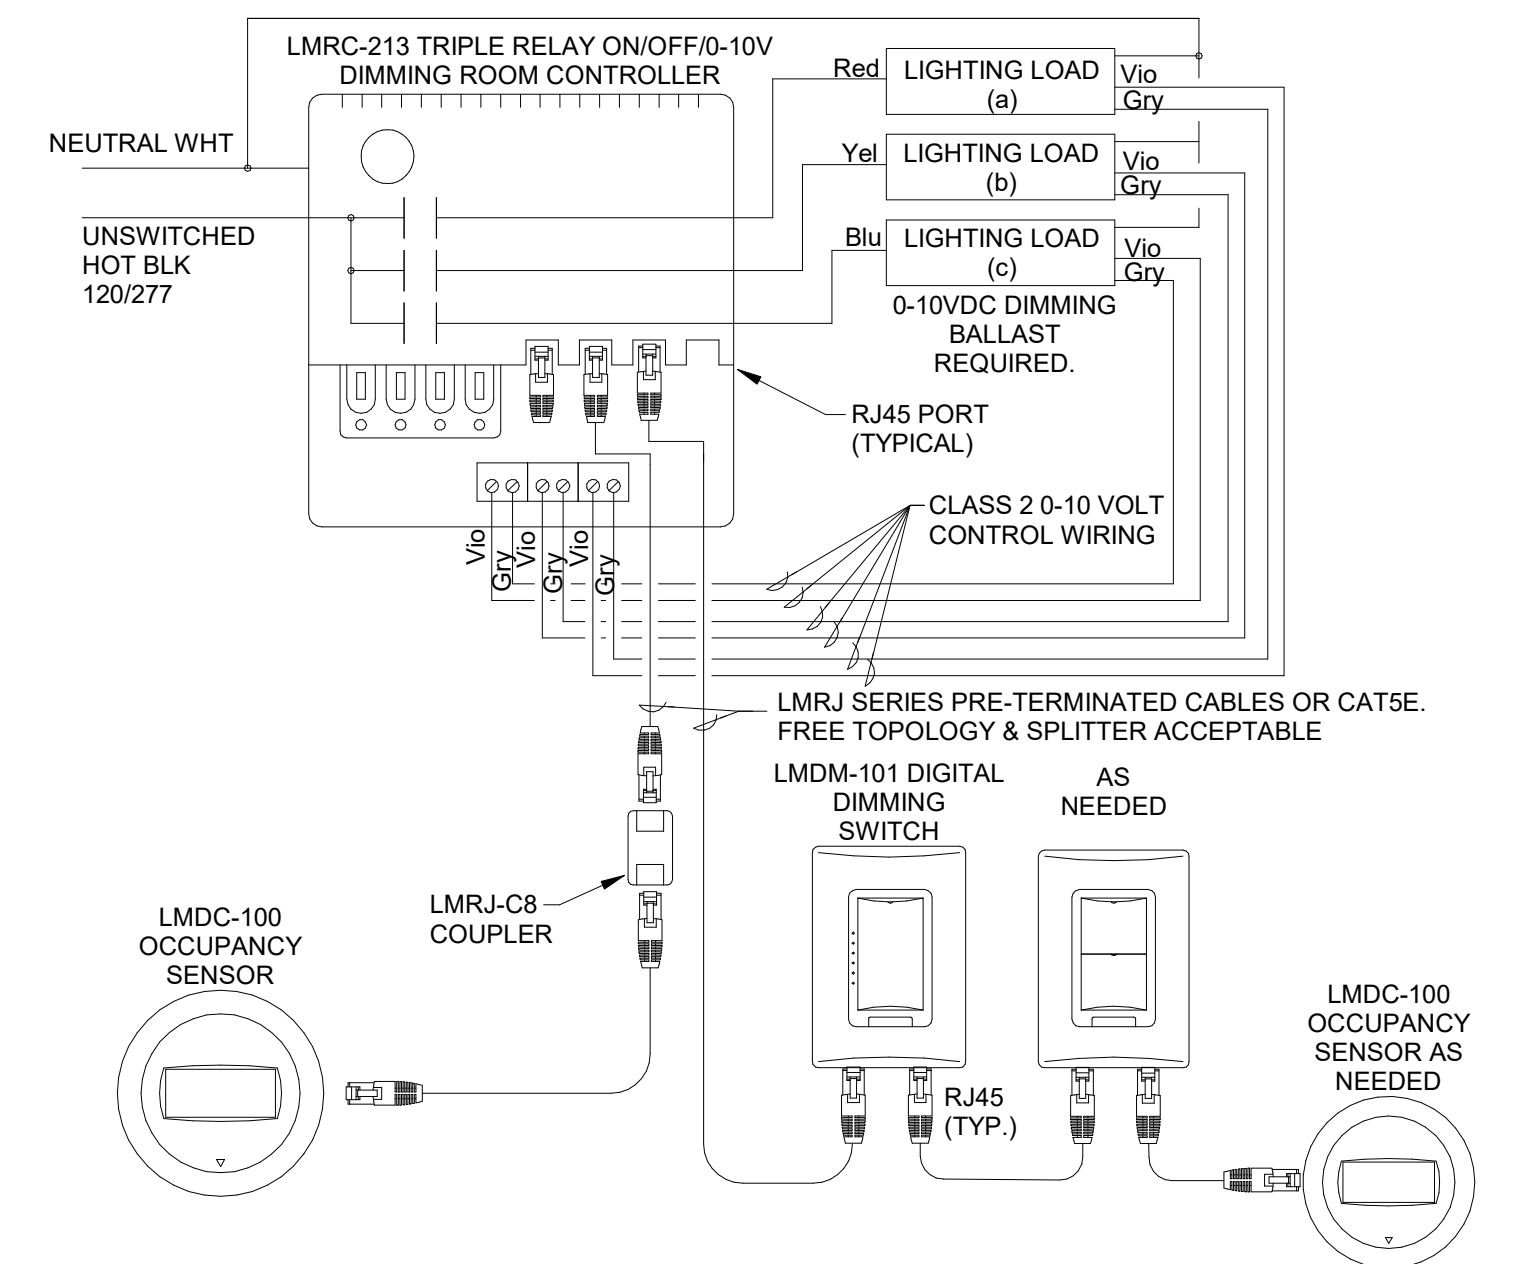 LMRC-213 TRIPLE RELAY ON/OFF/0-10V
DIMMING ROOM CONTROLLER
NEUTRAL WHT
UNSWITCHED
HOT BLK
120/277
Red
LIGHTING LOAD
(a)
Vio
Gry
Yel
LIGHTING LOAD
(b)
Vio
Gry
Blu
LIGHTING LOAD
(c)
Vio
Gry
0-10VDC DIMMING
BALLAST
REQUIRED.
RJ45 PORT
(TYPICAL)
CLASS 2 0-10 VOLT
CONTROL WIRING
Vio
Gry
Vio
Gry
Vio
Gry
LMRJ SERIES PRE-TERMINATED CABLES OR CAT5E.
FREE TOPOLOGY & SPLITTER ACCEPTABLE
LMDM-101 DIGITAL
DIMMING
SWITCH
AS
NEEDED
LMRJ-C8
COUPLER
LMDC-100
OCCUPANCY
SENSOR
RJ45
(TYP.)
LMDC-100
OCCUPANCY
SENSOR AS
NEEDED